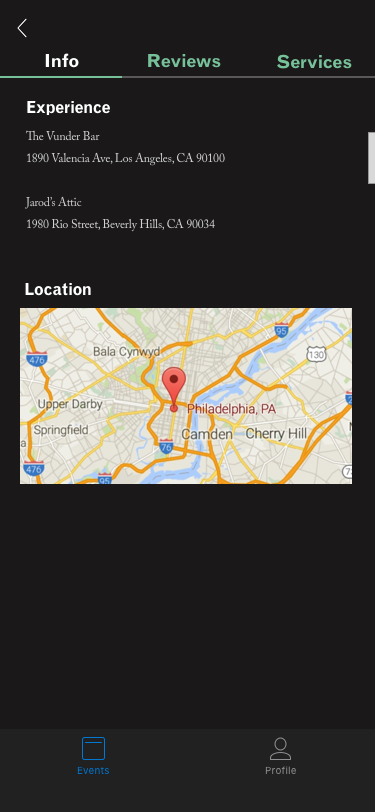 Info Reviews Services
Experience
The Vunder Bar
1890 Valencia Ave, Los Angeles, CA 90100
Jarod's Attic
1980 Rio Street, Beverly Hills, CA 90034
Location
95
130
Bala Cynwyd
476
Upper Darby
Philadelphia, PA
Springfield
Camden
Cherry Hill
76
476
95
Events Profile